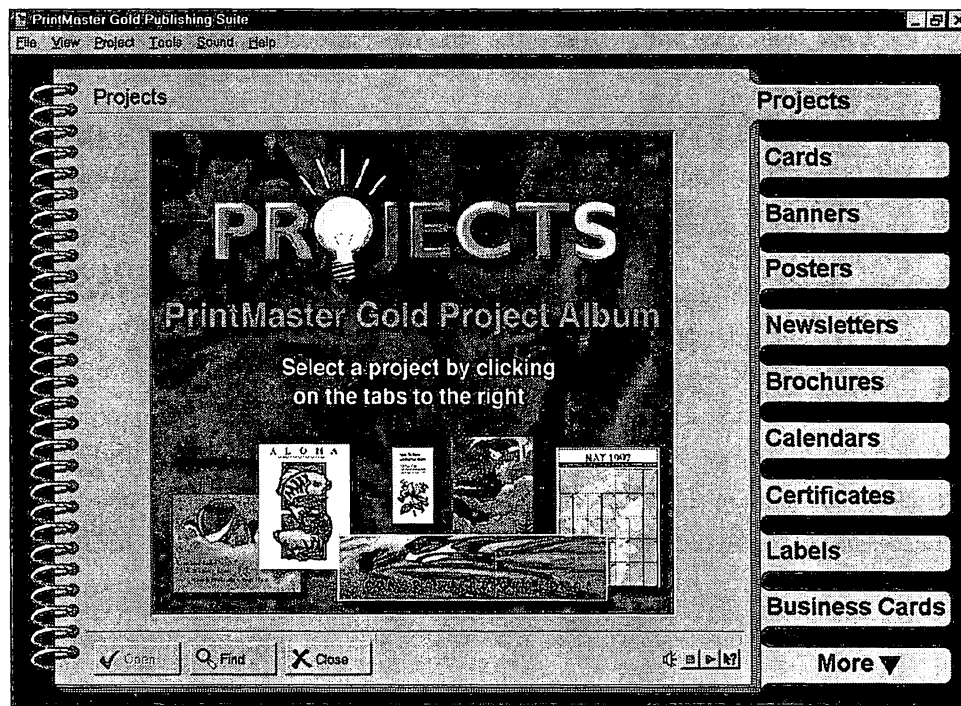 PrintMaster Gold Publishing Suite
File View Project Tools Sound Help
Projects
PROJECTS
PrintMaster Gold Project Album
Select a project by clicking
on the tabs to the right
ALOHA
MAY 1997
Open
Find
Close
Projects
Cards
Banners
Posters
Newsletters
Brochures
Calendars
Certificates
Labels
Business Cards
More